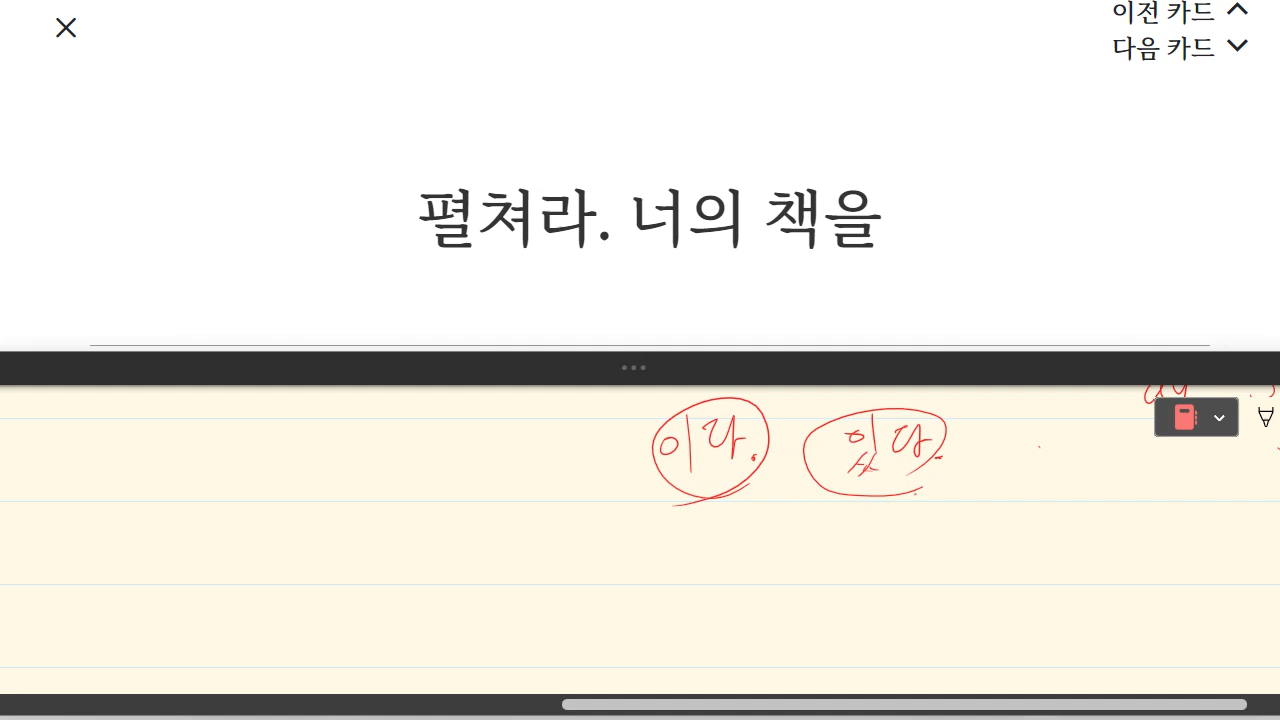 이전 카드
다음 카드
펼쳐라. 너의 책을
이다. 있다.